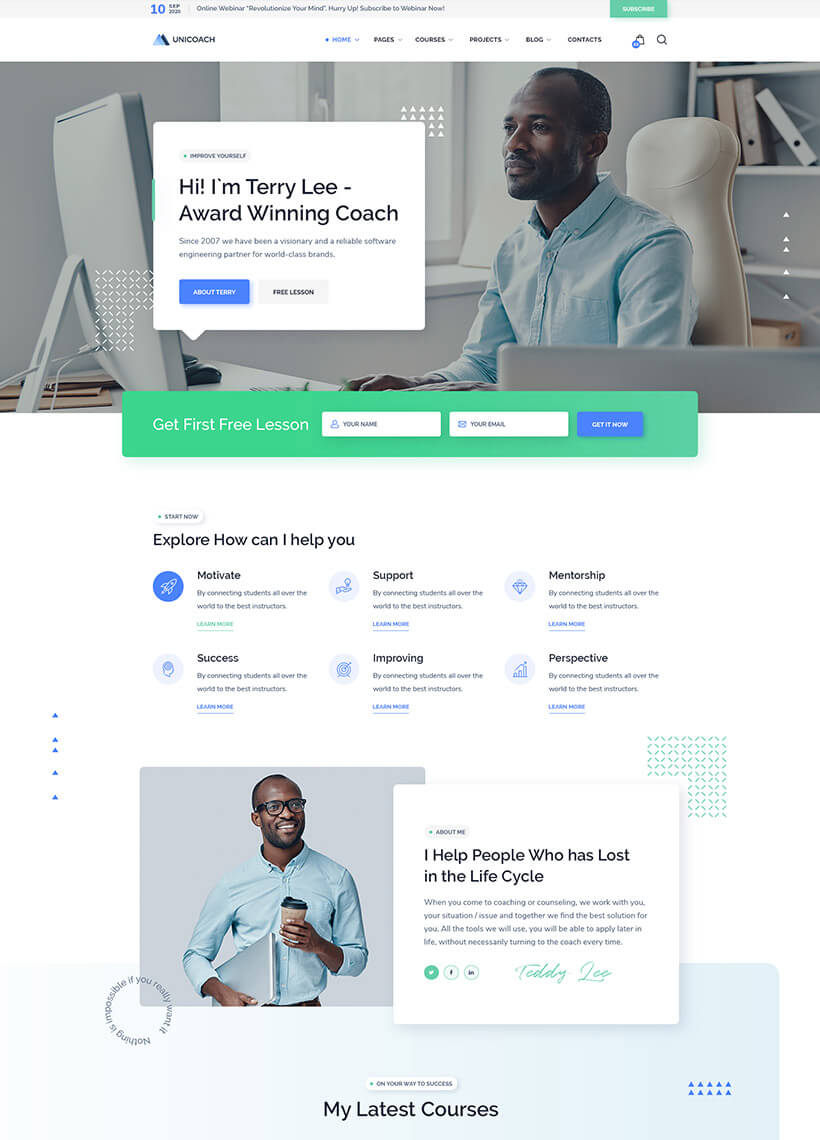 10 SEP 2020
Online Webinar "Revolutionize Your Mind". Hurry Up! Subscribe to Webinar Now!
SUBSCRIBE
UNICOACH
HOME PAGES COURSES PROJECTS BLOG CONTACTS
IMPROVE YOURSELF
Hi! I`m Terry Lee -
Award Winning Coach
Since 2007 we have been a visionary and a reliable software
engineering partner for world-class brands.
ABOUT TERRY FREE LESSON
Get First Free Lesson YOUR NAME YOUR EMAIL GET IT NOW
START NOW
Explore How can I help you
Motivate
By connecting students all over the
world to the best instructors.
LEARN MORE
Support
By connecting students all over the
world to the best instructors.
LEARN MORE
Mentorship
By connecting students all over the
world to the best instructors.
LEARN MORE
Success
By connecting students all over the
world to the best instructors.
LEARN MORE
Improving
By connecting students all over the
world to the best instructors.
LEARN MORE
Perspective
By connecting students all over the
world to the best instructors.
LEARN MORE
ABOUT ME
I Help People Who has Lost
in the Life Cycle
When you come to coaching or counseling, we work with you,
your situation / issue and together we find the best solution for
you. All the tools we will use, you will be able to apply later in
life, without necessarily turning to the coach every time.
Teddy Lee
Nothing is impossible if you really want it
ON YOUR WAY TO SUCCESS
My Latest Courses